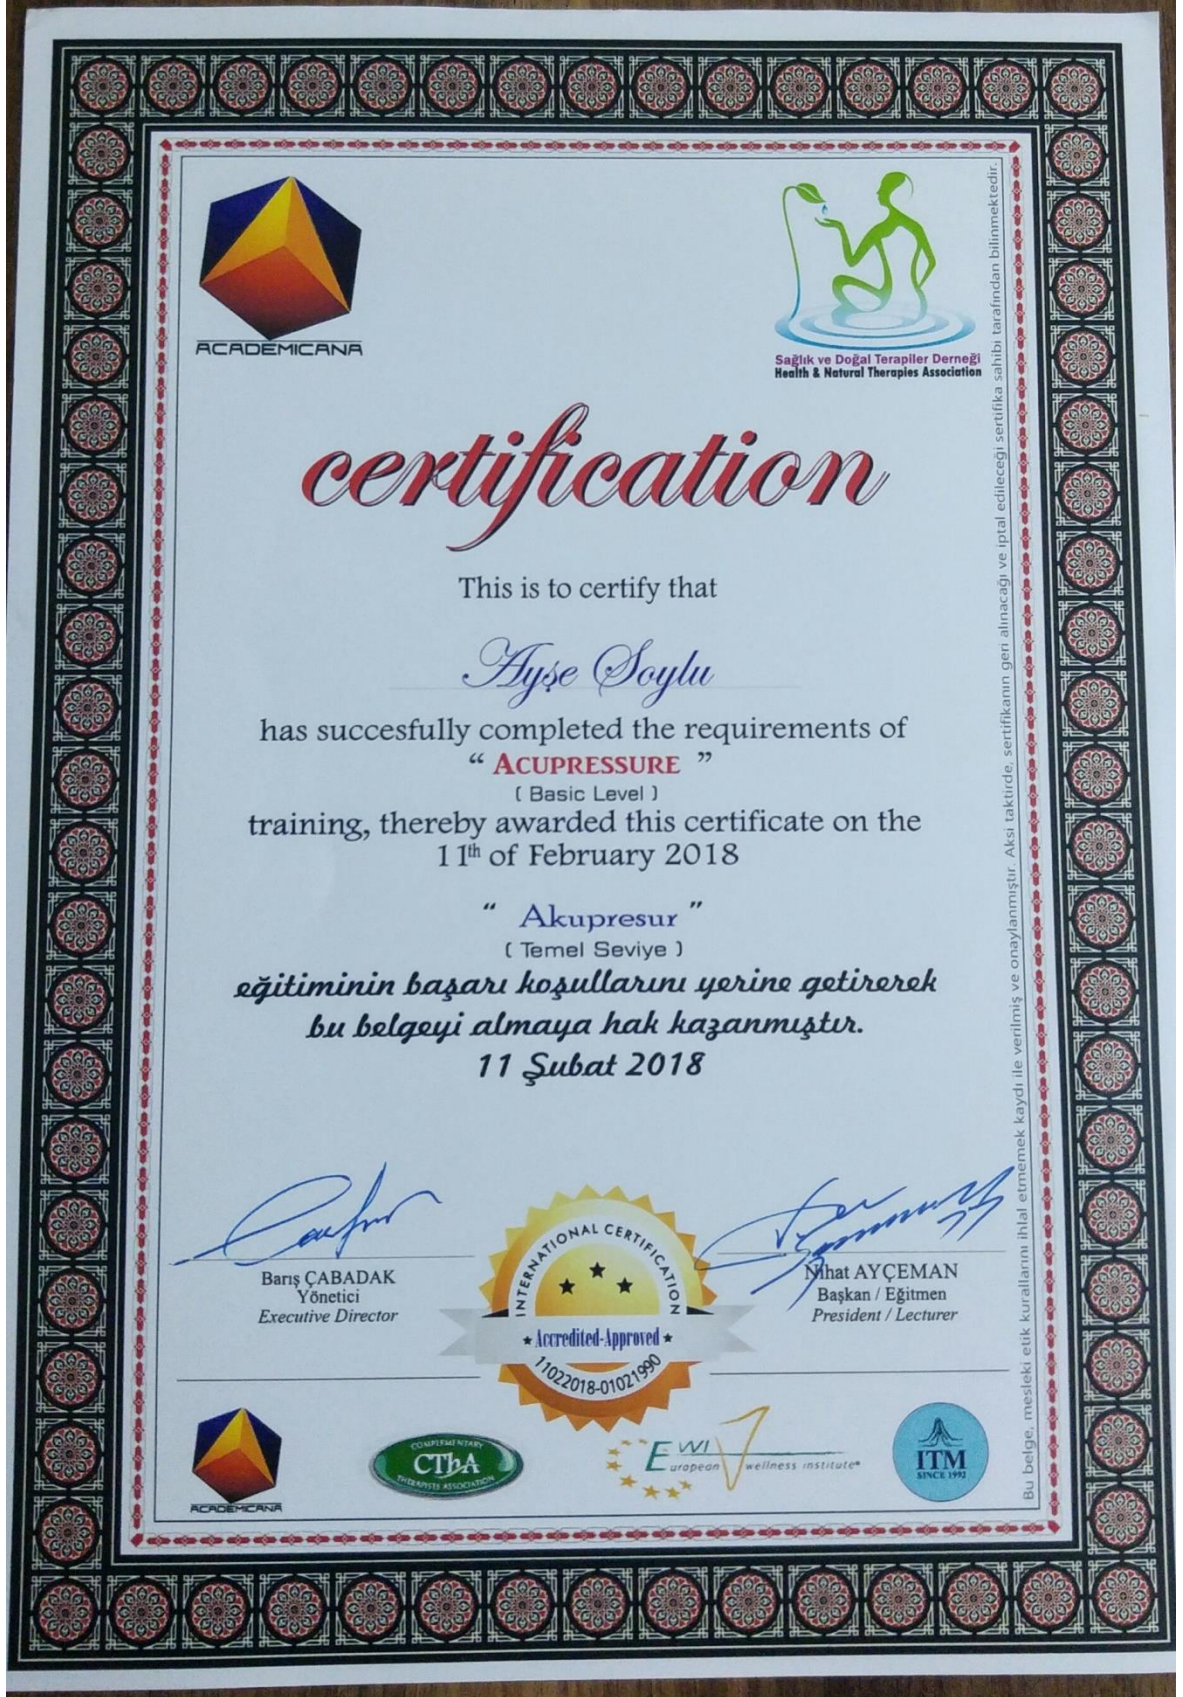 ACADEMICANA
Sağlık ve Doğal Terapiler Derneği
Health & Natural Therapies Association
certification
This is to certify that
Ayşe Soylu
has succesfully completed the requirements of
“ ACUPRESSURE ”
( Basic Level )
training, thereby awarded this certificate on the
11th of February 2018
“ Akupresur ”
( Temel Seviye )
eğitiminin başarı koşullarını yerine getirerek
bu belgeyi almaya hak kazanmıştır.
11 Şubat 2018
Barış ÇABADAK
Yönetici
Executive Director
INTERNATIONAL CERTIFICATION
Accredited-Approved
11022018-01021990
Nihat AYÇEMAN
Başkan / Eğitmen
President / Lecturer
ACADEMICANA
COMPLEMENTARY
CThA
THERAPISTS ASSOCIATION
EWI
European wellness institute®
ITM
SINCE 1992
Bu belge, mesleki etik kurallarını ihlal etmemek kaydı ile verilmiş ve onaylanmıştır. Aksi taktirde, sertifikanın geri alınacağı ve iptal edileceği sertifika sahibi tarafından bilinmektedir.